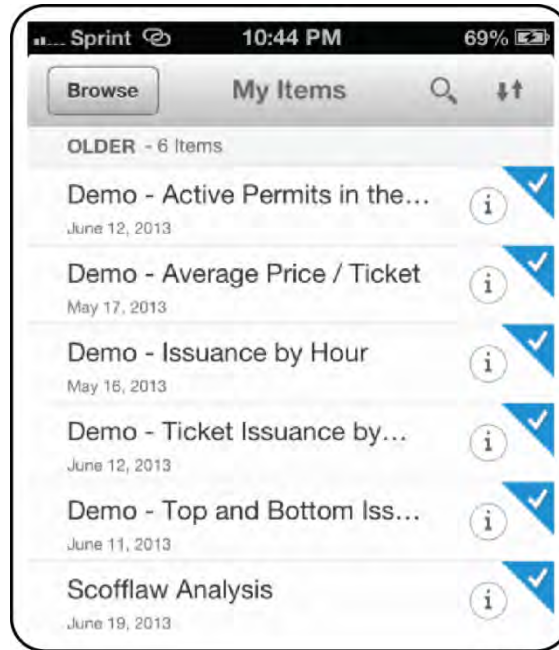 Sprint 10:44 PM 69%
Browse My Items
OLDER - 6 Items
Demo - Active Permits in the...
June 12, 2013
Demo - Average Price / Ticket
May 17, 2013
Demo - Issuance by Hour
May 16, 2013
Demo - Ticket Issuance by...
June 12, 2013
Demo - Top and Bottom Iss...
June 11, 2013
Scofflaw Analysis
June 19, 2013